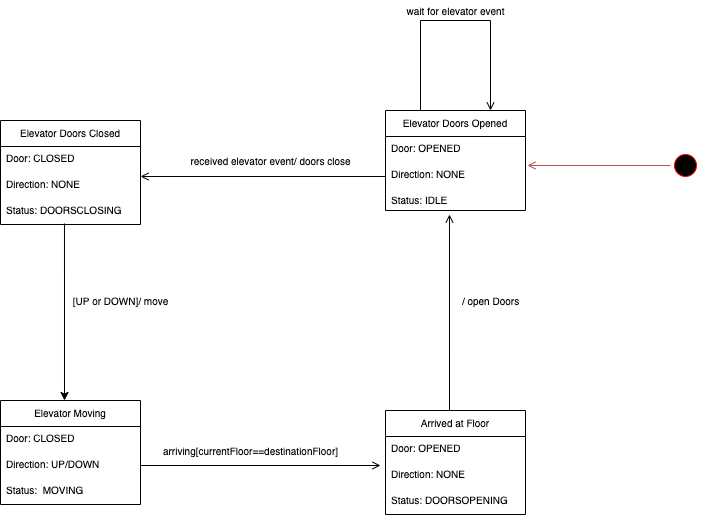 wait for elevator event
Elevator Doors Opened
Door: OPENED
Direction: NONE
Status: IDLE
Elevator Doors Closed
Door: CLOSED
Direction: NONE
Status: DOORSCLOSING
received elevator event/ doors close
[UP or DOWN]/ move
/ open Doors
Elevator Moving
Door: CLOSED
Direction: UP/DOWN
Status:  MOVING
arriving[currentFloor==destinationFloor]
Arrived at Floor
Door: OPENED
Direction: NONE
Status: DOORSOPENING